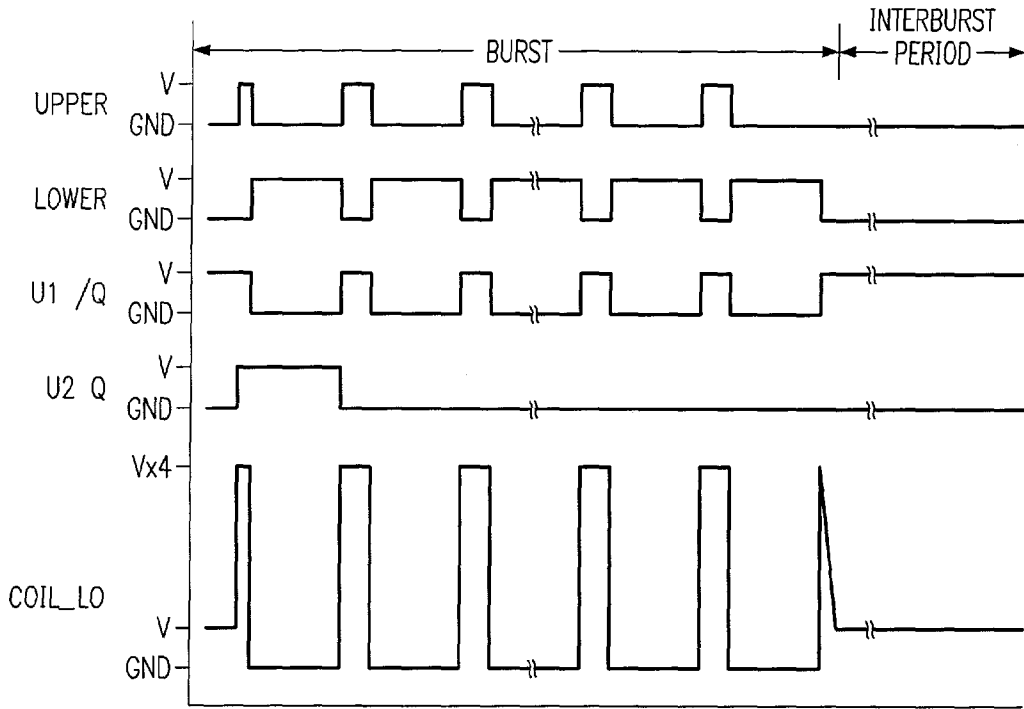 INTERBURST
BURST
PERIOD
UPPER
V
GND
LOWER
V
GND
U1 /Q
V
GND
U2 Q
V
GND
Vx4
COIL_LO
V
GND